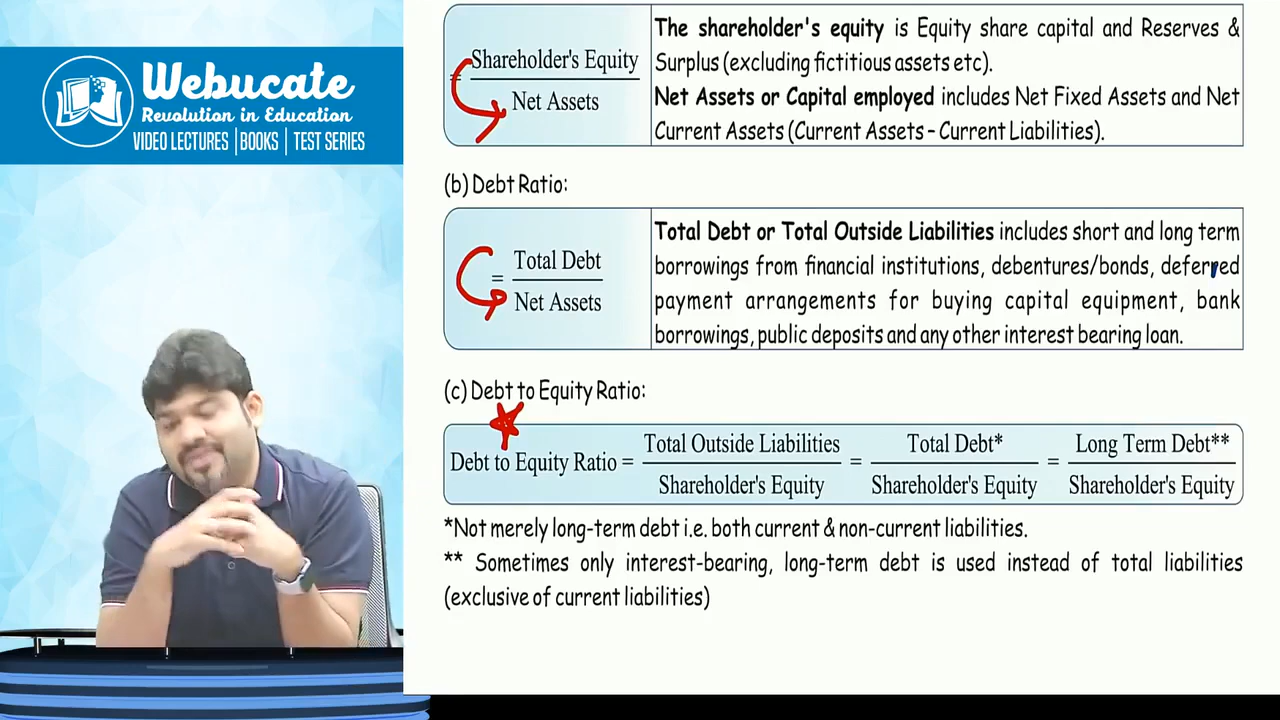 Webucate
Revolution in Education
VIDEO LECTURES | BOOKS | TEST SERIES
= Shareholder's Equity / Net Assets
The shareholder's equity is Equity share capital and Reserves &
Surplus (excluding fictitious assets etc).
Net Assets or Capital employed includes Net Fixed Assets and Net
Current Assets (Current Assets – Current Liabilities).
(b) Debt Ratio:
= Total Debt / Net Assets
Total Debt or Total Outside Liabilities includes short and long term
borrowings from financial institutions, debentures/bonds, deferred
payment arrangements for buying capital equipment, bank
borrowings, public deposits and any other interest bearing loan.
(c) Debt to Equity Ratio:
Debt to Equity Ratio = Total Outside Liabilities / Shareholder's Equity = Total Debt* / Shareholder's Equity = Long Term Debt** / Shareholder's Equity
*Not merely long-term debt i.e. both current & non-current liabilities.
** Sometimes only interest-bearing, long-term debt is used instead of total liabilities
(exclusive of current liabilities)